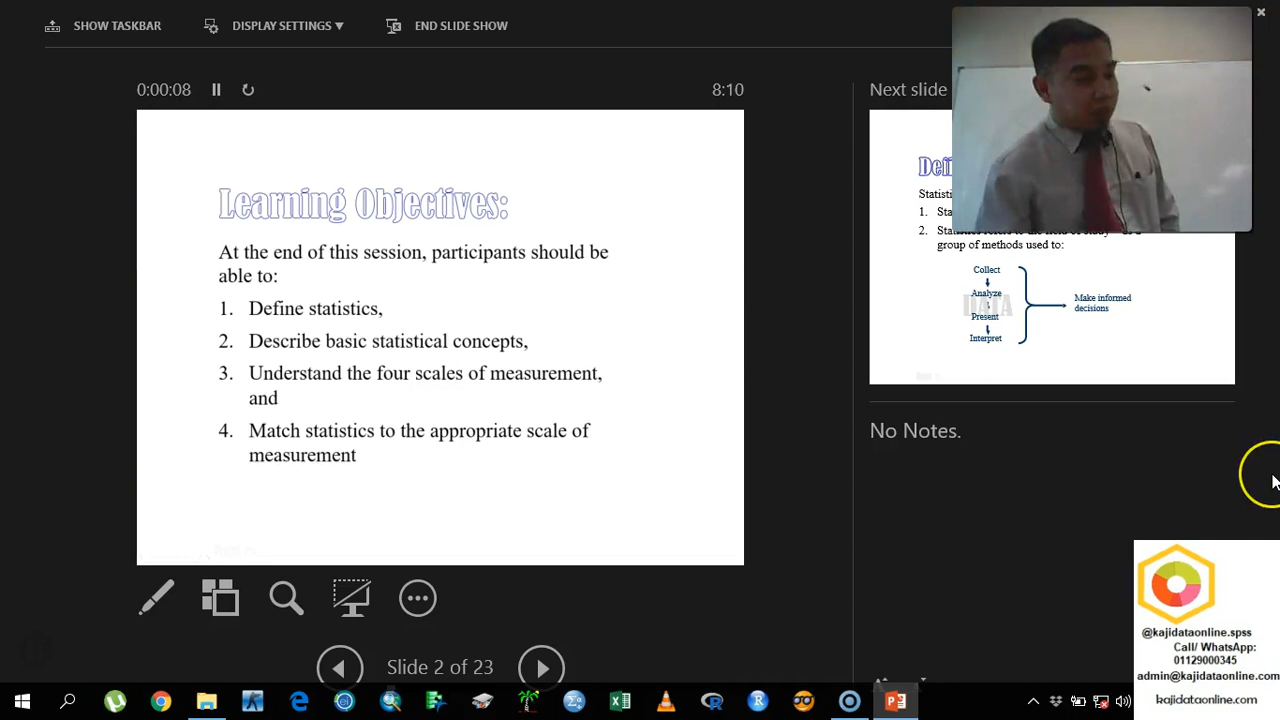 SHOW TASKBAR
DISPLAY SETTINGS ▼
END SLIDE SHOW
0:00:08
8:10
Learning Objectives:
At the end of this session, participants should be
able to:
1. Define statistics,
2. Describe basic statistical concepts,
3. Understand the four scales of measurement,
and
4. Match statistics to the appropriate scale of
measurement
Slide 2 of 23
Next slide
1.
2.
group of methods used to:
Collect
Analyze
Present
Interpret
DATA
Make informed
decisions
No Notes.
@kajidataonline.spss
Call/ WhatsApp:
01129000345
admin@kajidataonline.com
kajidataonline.com